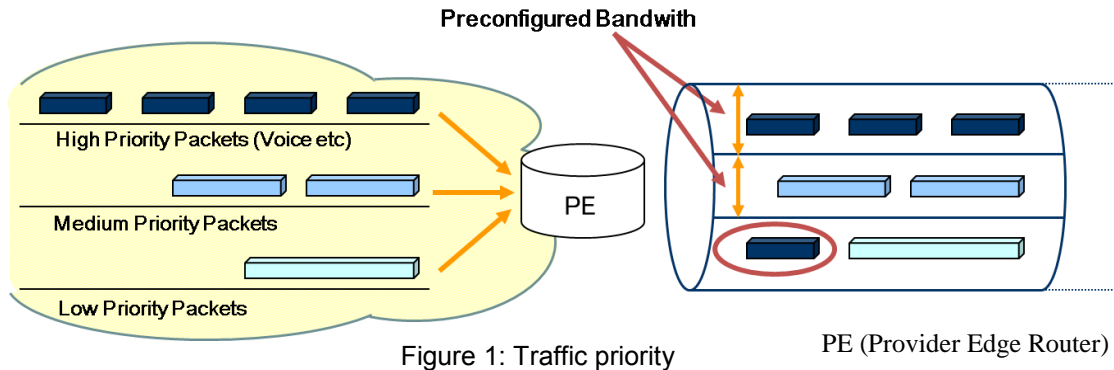 Preconfigured Bandwith
High Priority Packets (Voice etc)
PE
Medium Priority Packets
Low Priority Packets
PE (Provider Edge Router)
Figure 1: Traffic priority